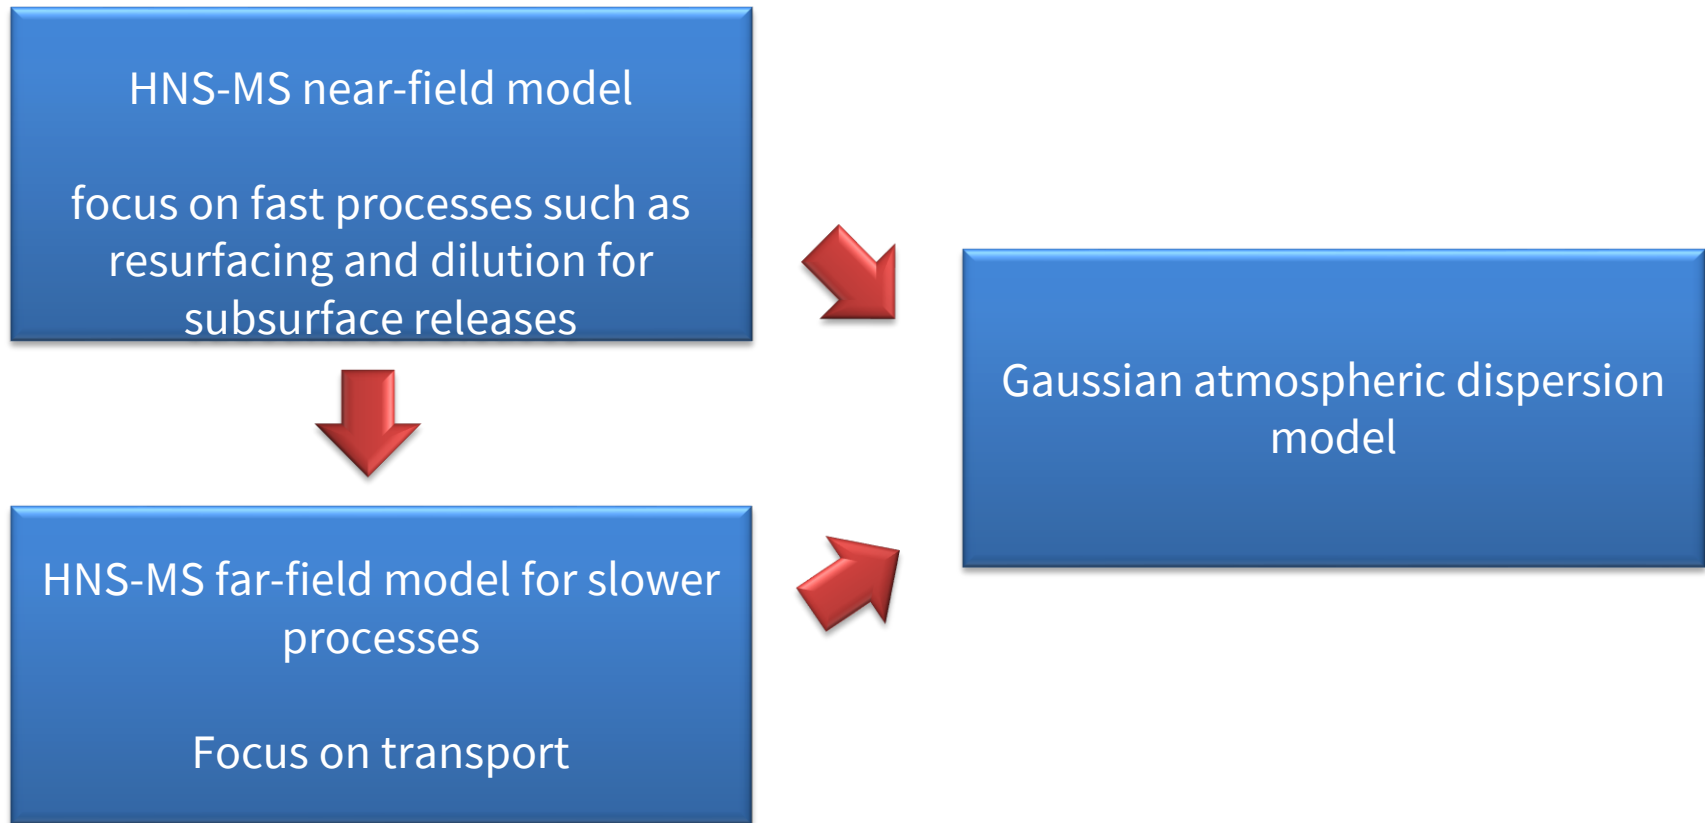 HNS-MS near-field model
focus on fast processes such as
resurfacing and dilution for
subsurface releases
Gaussian atmospheric dispersion
model
HNS-MS far-field model for slower
processes
Focus on transport